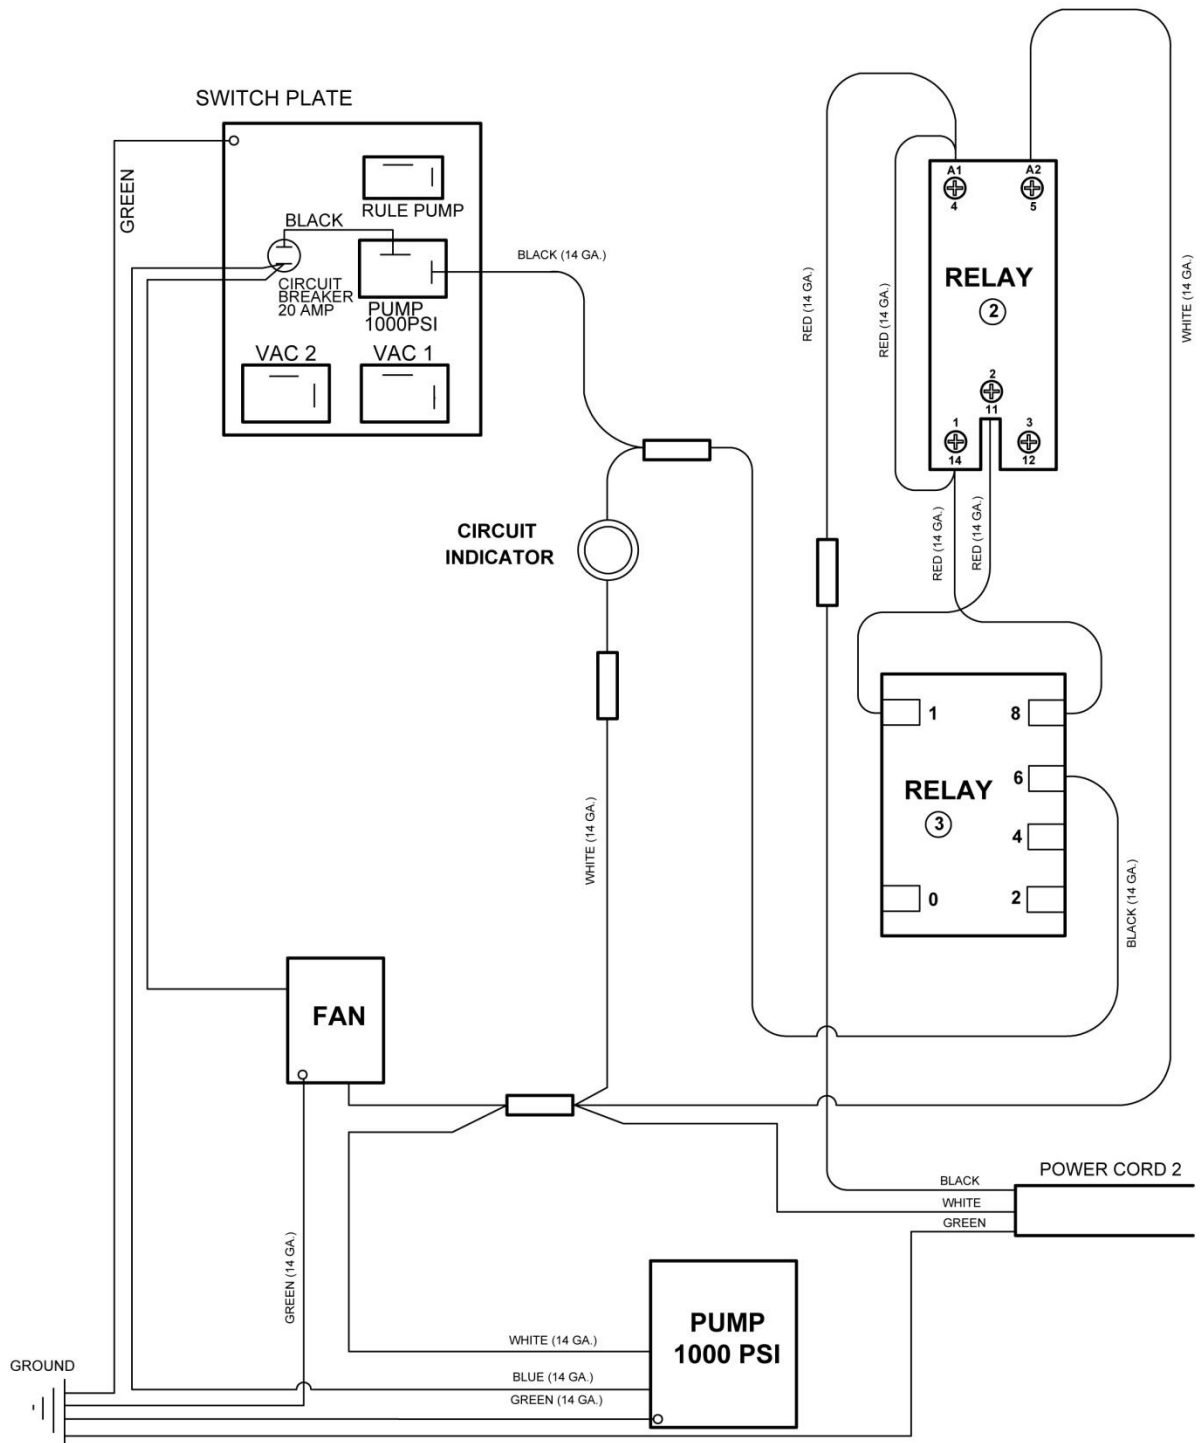 SWITCH PLATE
GREEN
RULE PUMP
BLACK
CIRCUIT
BREAKER
20 AMP
PUMP
1000PSI
VAC 2
VAC 1
BLACK (14 GA.)
CIRCUIT
INDICATOR
WHITE (14 GA.)
RED (14 GA.)
RED (14 GA.)
A1
4
A2
5
RELAY
2
2
11
1
14
3
12
WHITE (14 GA.)
RED (14 GA.)
RED (14 GA.)
1
8
6
RELAY
3
4
0
2
BLACK (14 GA.)
FAN
GREEN (14 GA.)
POWER CORD 2
BLACK
WHITE
GREEN
PUMP
1000 PSI
WHITE (14 GA.)
BLUE (14 GA.)
GREEN (14 GA.)
GROUND